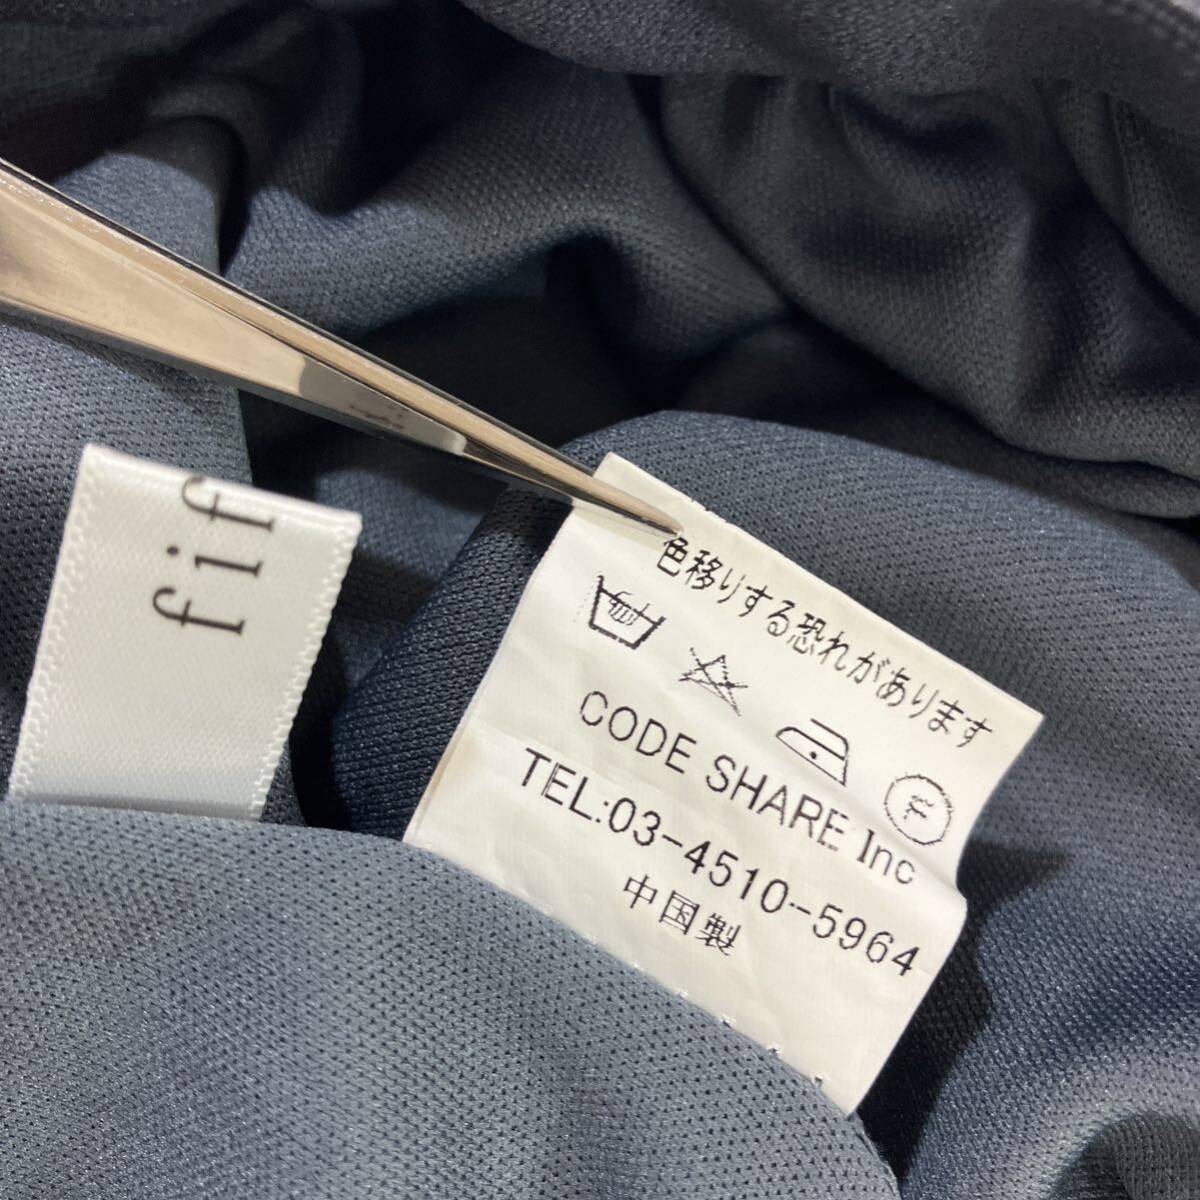 fif
色移りする恐れがあります
F
CODE SHARE Inc
TEL:03-4510-5964
中国製